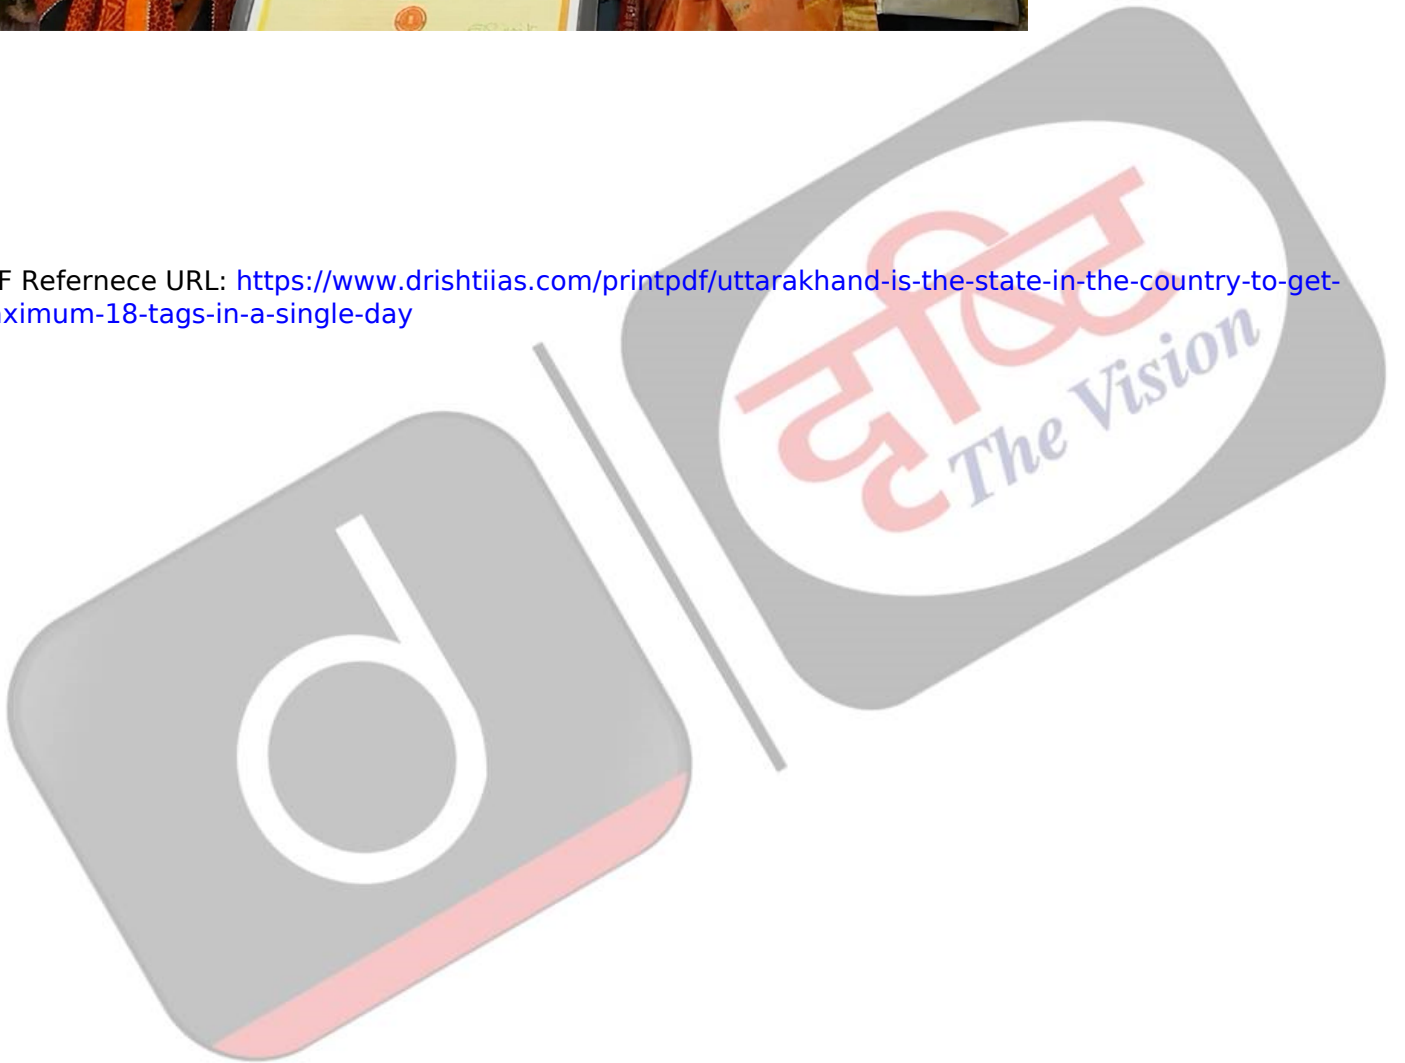 F Refernece URL: https://www.drishtiias.com/printpdf/uttarakhand-is-the-state-in-the-country-to-get-
ximum-18-tags-in-a-single-day
दृष्टि
The Vision
d